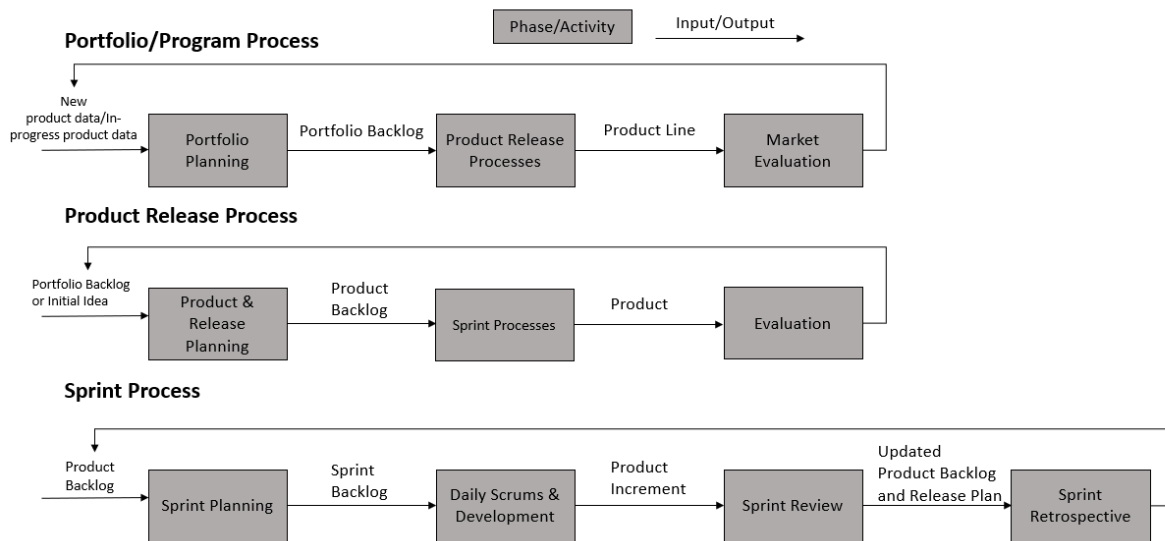 Phase/Activity
Input/Output
Portfolio/Program Process
New
product data/In-
progress product data
Portfolio
Planning
Portfolio Backlog
Product Release
Processes
Product Line
Market
Evaluation
Product Release Process
Portfolio Backlog
or Initial Idea
Product &
Release
Planning
Product
Backlog
Sprint Processes
Product
Evaluation
Sprint Process
Product
Backlog
Sprint Planning
Sprint
Backlog
Daily Scrums &
Development
Product
Increment
Sprint Review
Updated
Product Backlog
and Release Plan
Sprint
Retrospective